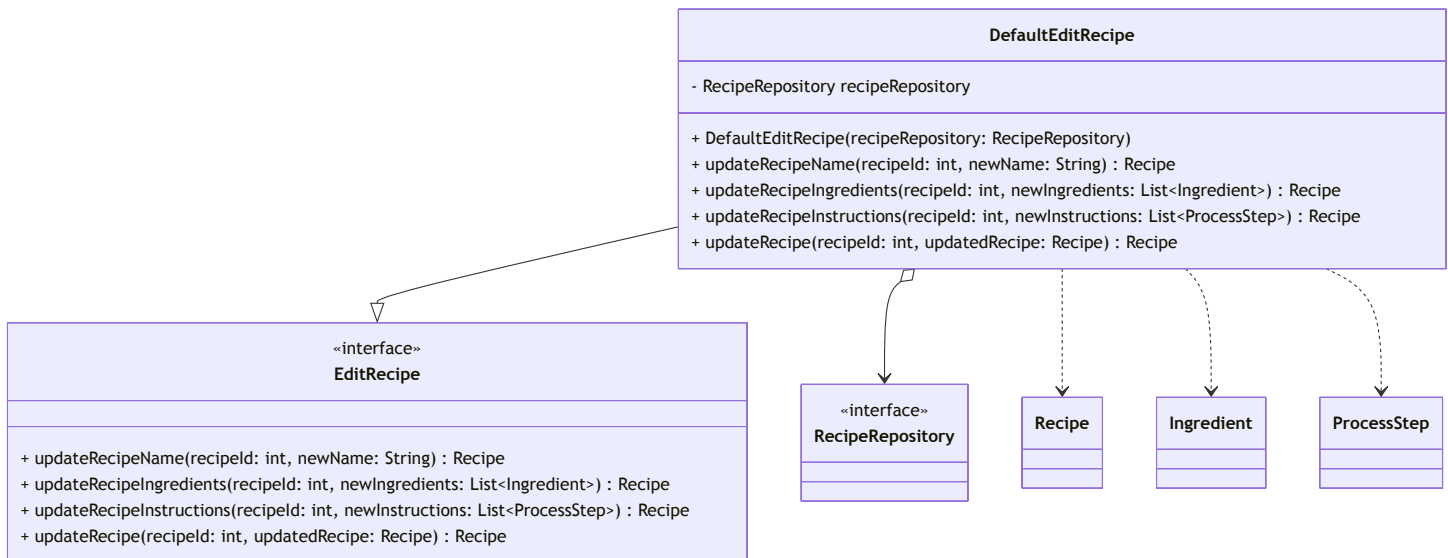 DefaultEditRecipe
- RecipeRepository recipeRepository
+ DefaultEditRecipe(recipeRepository: RecipeRepository)
+ updateRecipeName(recipeId: int, newName: String) : Recipe
+ updateRecipeIngredients(recipeId: int, newIngredients: List<Ingredient>) : Recipe
+ updateRecipeInstructions(recipeId: int, newInstructions: List<ProcessStep>) : Recipe
+ updateRecipe(recipeId: int, updatedRecipe: Recipe) : Recipe
«interface»
EditRecipe
+ updateRecipeName(recipeId: int, newName: String) : Recipe
+ updateRecipeIngredients(recipeId: int, newIngredients: List<Ingredient>) : Recipe
+ updateRecipeInstructions(recipeId: int, newInstructions: List<ProcessStep>) : Recipe
+ updateRecipe(recipeId: int, updatedRecipe: Recipe) : Recipe
«interface»
RecipeRepository
Recipe
Ingredient
ProcessStep